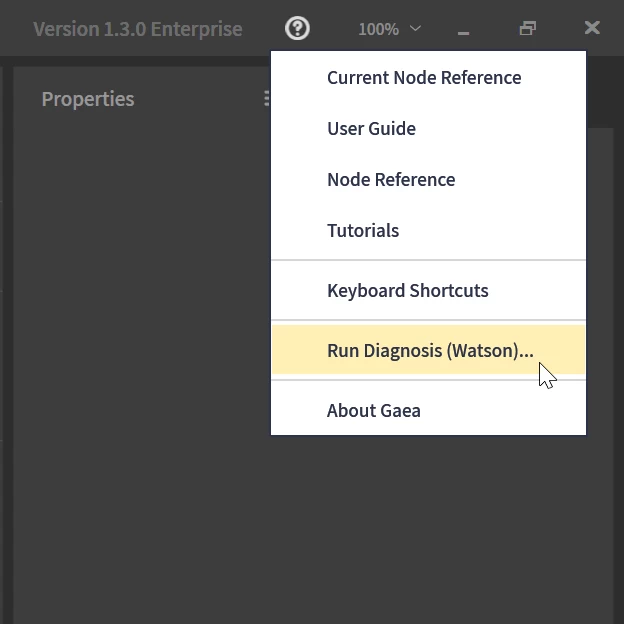 Version 1.3.0 Enterprise
100%
Properties
Current Node Reference
User Guide
Node Reference
Tutorials
Keyboard Shortcuts
Run Diagnosis (Watson)...
About Gaea